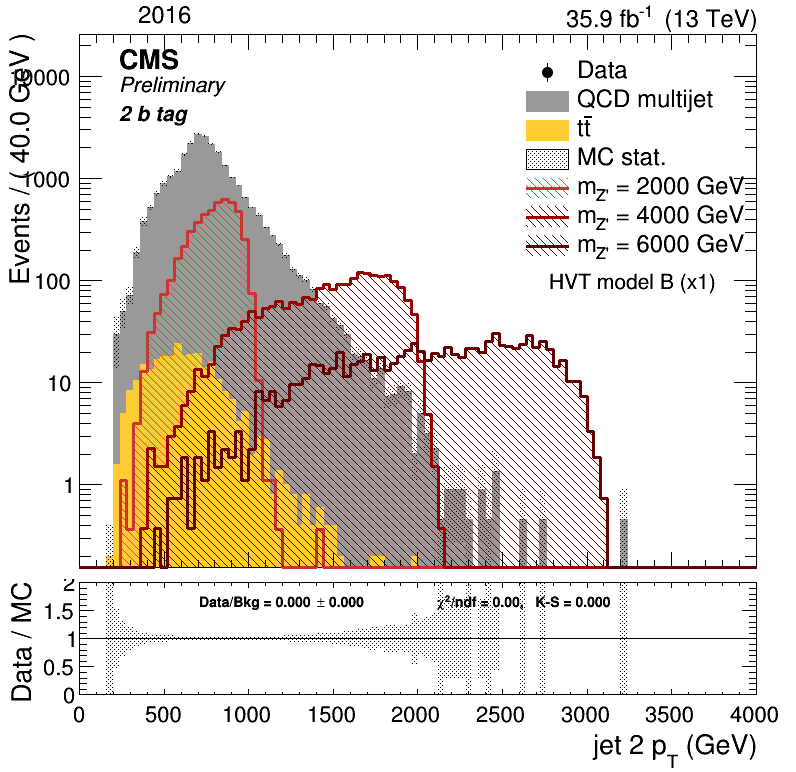 2016
35.9 fb⁻¹ (13 TeV)
CMS
Preliminary
2 b tag
Data
QCD multijet
tt̄
MC stat.
m_Z' = 2000 GeV
m_Z' = 4000 GeV
m_Z' = 6000 GeV
HVT model B (x1)
Events / ( 40.0 GeV )
10000
1000
100
10
1
Data/Bkg = 0.000 ± 0.000
χ²/ndf = 0.00, K-S = 0.000
Data / MC
2
1.5
1
0.5
0
0 500 1000 1500 2000 2500 3000 3500 4000
jet 2 p_T (GeV)